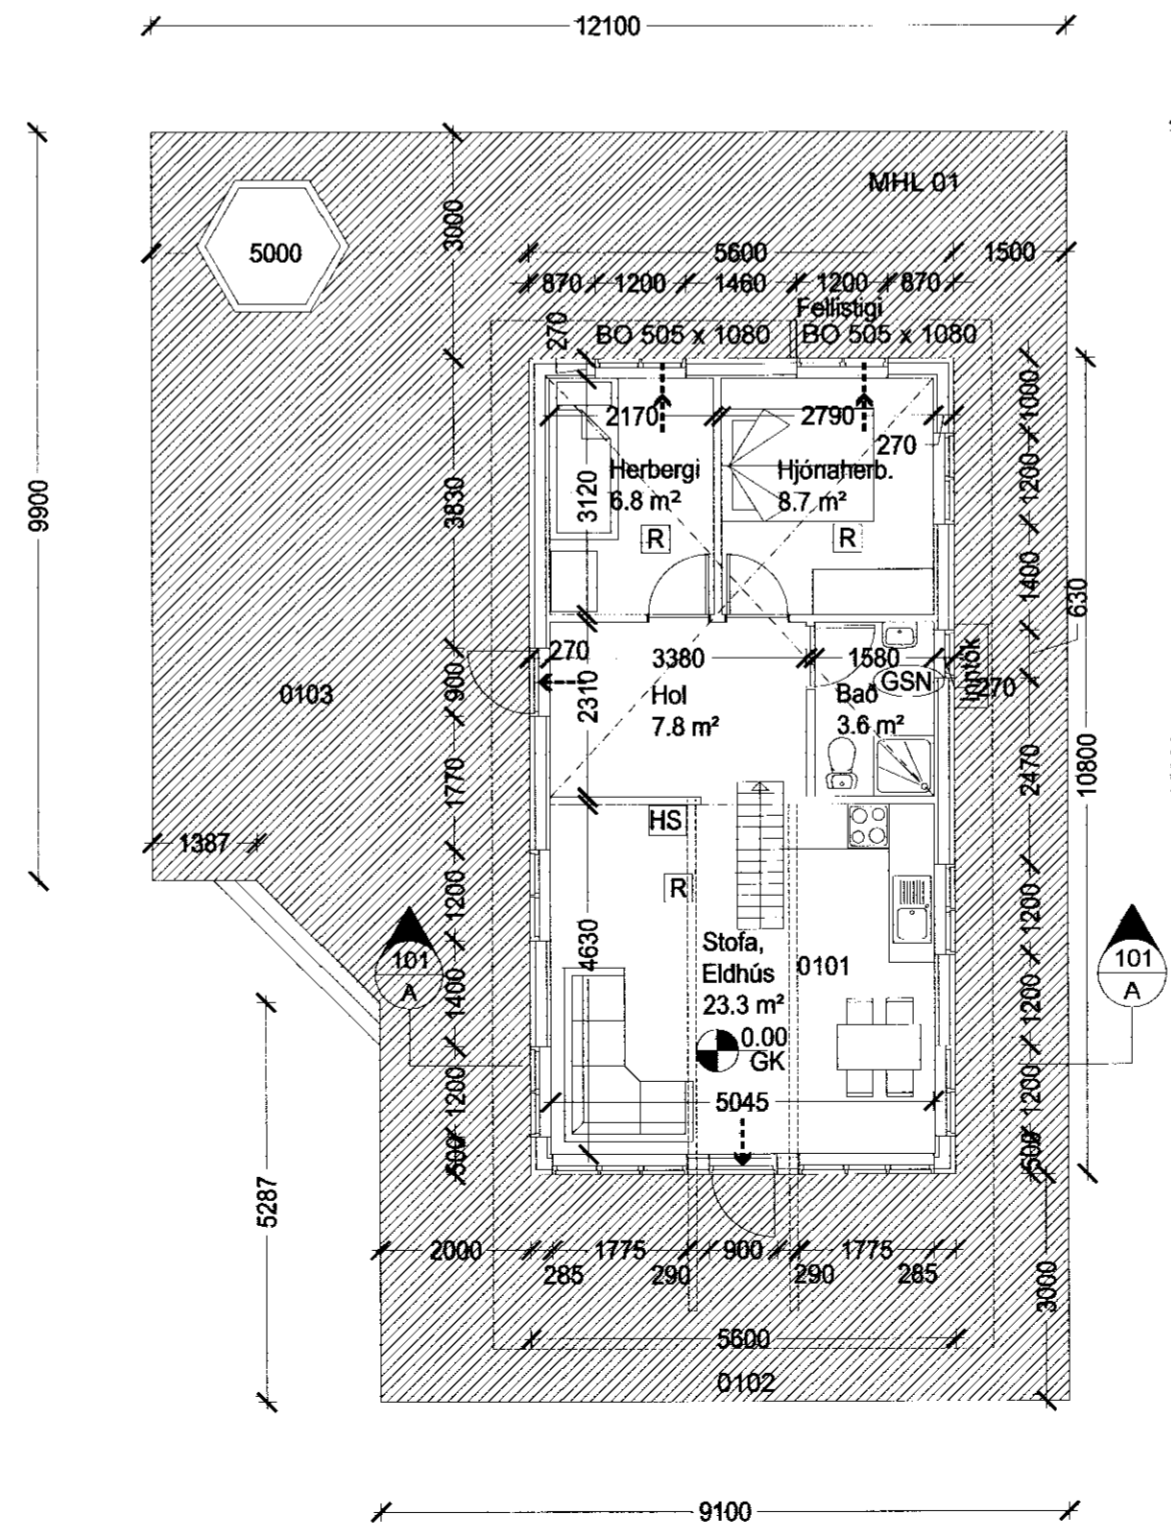 12100
MHL 01
9900
3000
5000
5600
1500
870
1200
1460
1200
870
Fellistigi
270
BO 505 x 1080
BO 505 x 1080
1000
2170
2790
270
1200
Herbergi
6.8 m²
Hjónaherb.
8.7 m²
3830
3120
R
R
1400
630
270
3380
1580
Inntök
GSN
270
0103
900
2310
Hol
7.8 m²
Bað
3.6 m²
1770
2470
10800
HS
1387
R
1200
1200
4630
Stofa,
Eldhús
23.3 m²
0101
101
A
101
A
1400
1200
0.00
GK
1200
1200
5045
500
500
5287
2000
1775
900
1775
285
290
290
285
3000
5600
0102
9100